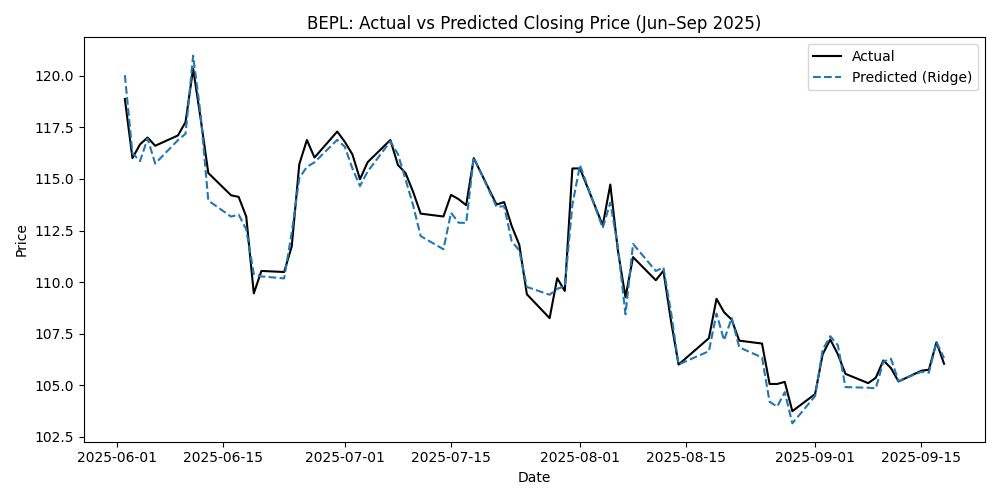 BEPL: Actual vs Predicted Closing Price (Jun–Sep 2025)
Actual
Predicted (Ridge)
Price
120.0
117.5
115.0
112.5
110.0
107.5
105.0
102.5
2025-06-01 2025-06-15 2025-07-01 2025-07-15 2025-08-01 2025-08-15 2025-09-01 2025-09-15
Date